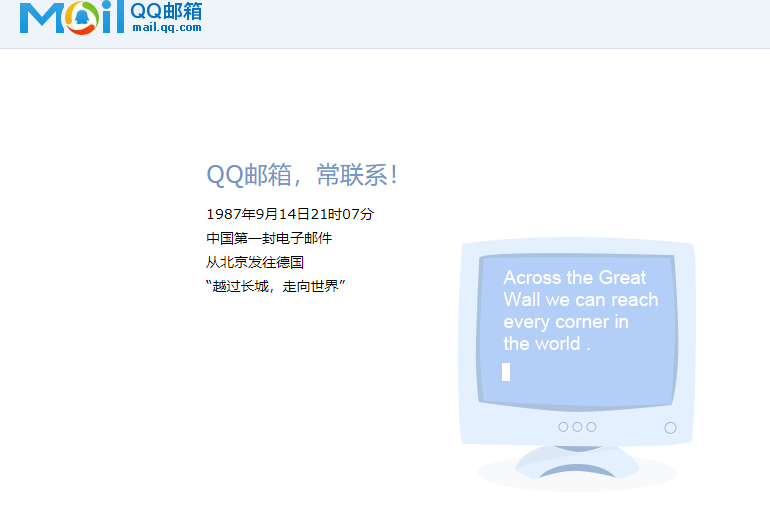 Mail QQ邮箱
mail.qq.com
QQ邮箱，常联系！
1987年9月14日21时07分
中国第一封电子邮件
从北京发往德国
“越过长城，走向世界”
Across the Great
Wall we can reach
every corner in
the world .